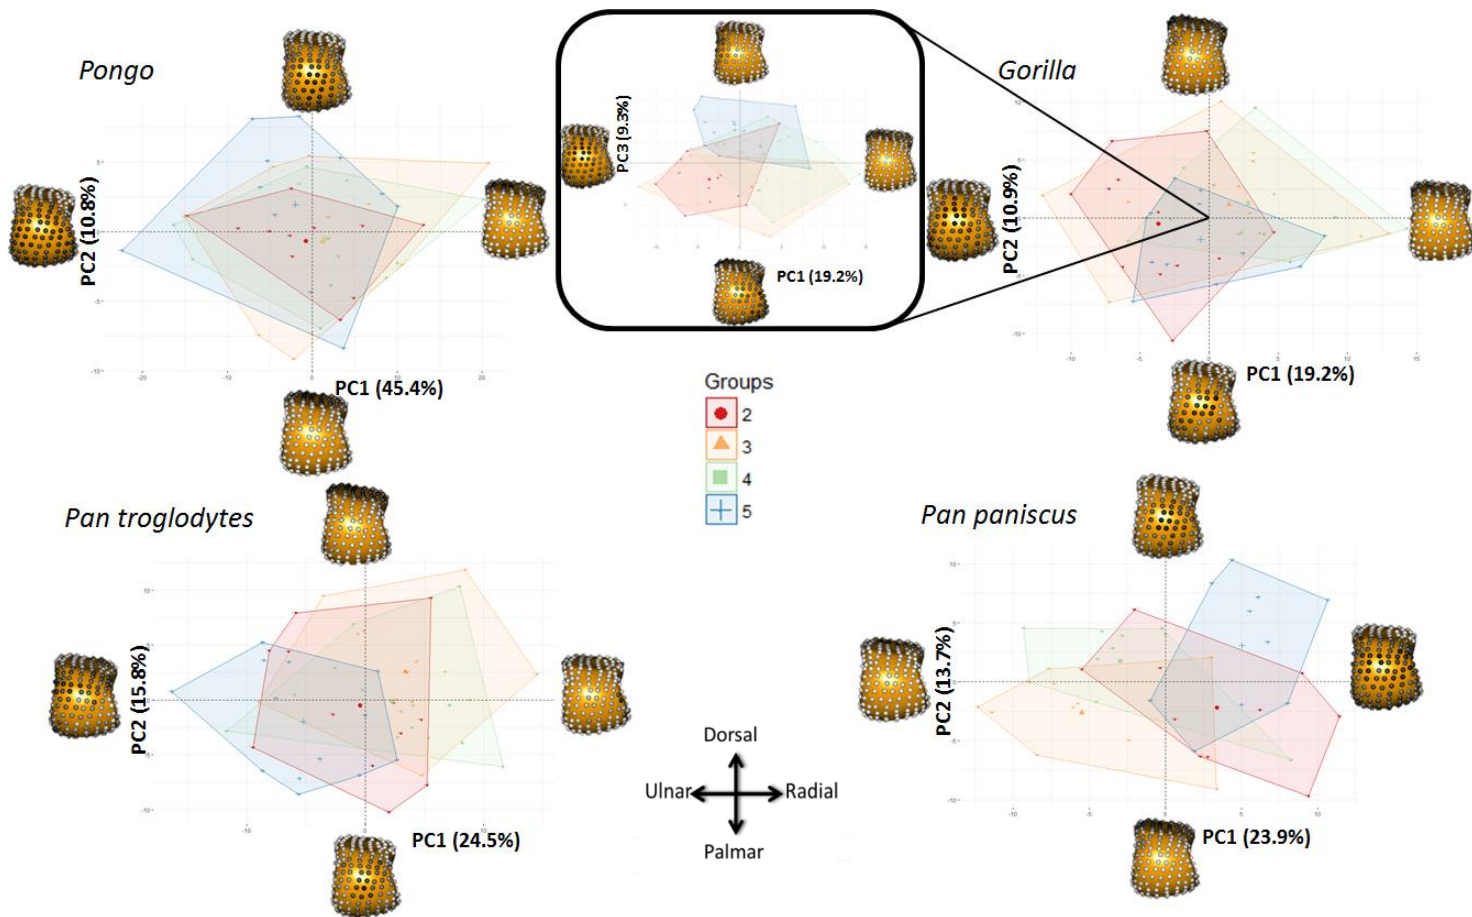 Pongo
PC2 (10.8%)
PC1 (45.4%)
PC3 (9.3%)
PC1 (19.2%)
Gorilla
PC2 (10.9%)
PC1 (19.2%)
Groups
2
3
4
5
Pan troglodytes
PC2 (15.8%)
PC1 (24.5%)
Dorsal
Ulnar Radial
Palmar
Pan paniscus
PC2 (13.7%)
PC1 (23.9%)